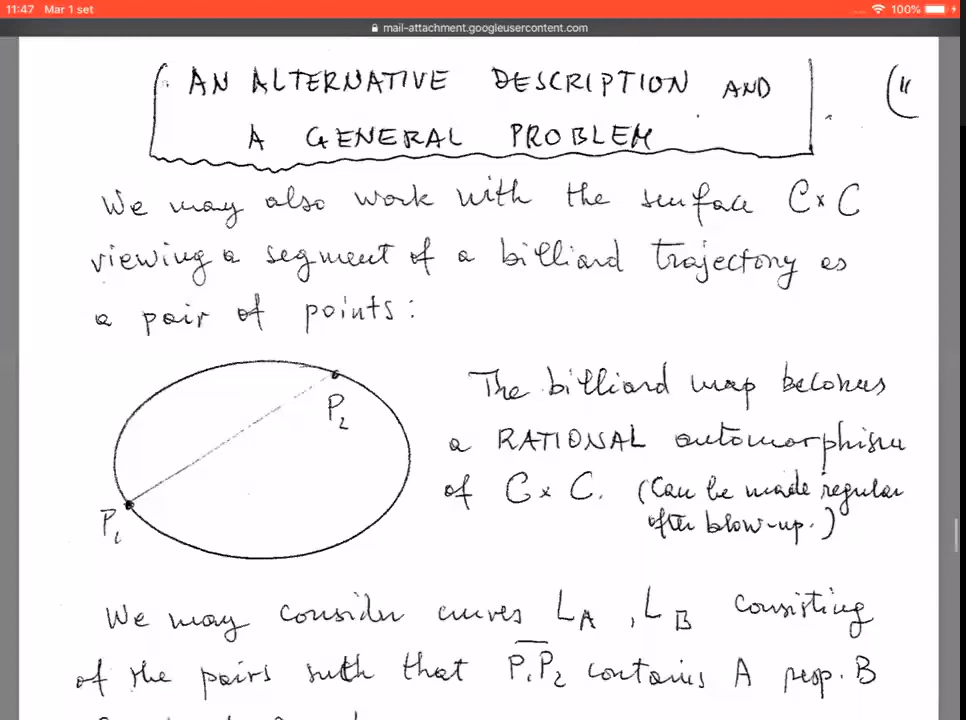 11:47 Mar 1 set
100%
mail-attachment.googleusercontent.com
AN ALTERNATIVE DESCRIPTION AND
A GENERAL PROBLEM
(11
We may also work with the surface C×C
viewing a segment of a billiard trajectory as
a pair of points:
P₂
P₁
The billiard map becomes
a RATIONAL automorphism
of C×C. (Can be made regular
after blow-up.)
We may consider curves L_A, L_B consisting
of the pairs such that P₁P₂ contains A resp. B